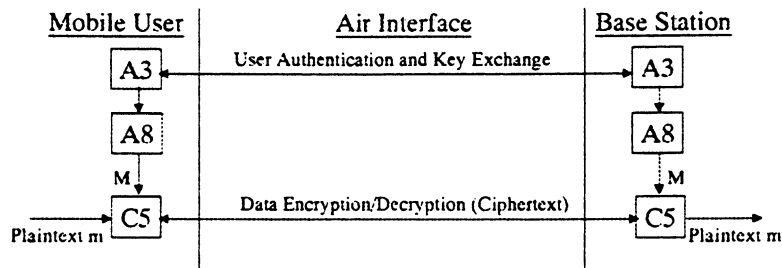 Mobile User
Air Interface
Base Station
A3
User Authentication and Key Exchange
A3
A8
A8
M
M
C5
Data Encryption/Decryption (Ciphertext)
C5
Plaintext m
Plaintext m